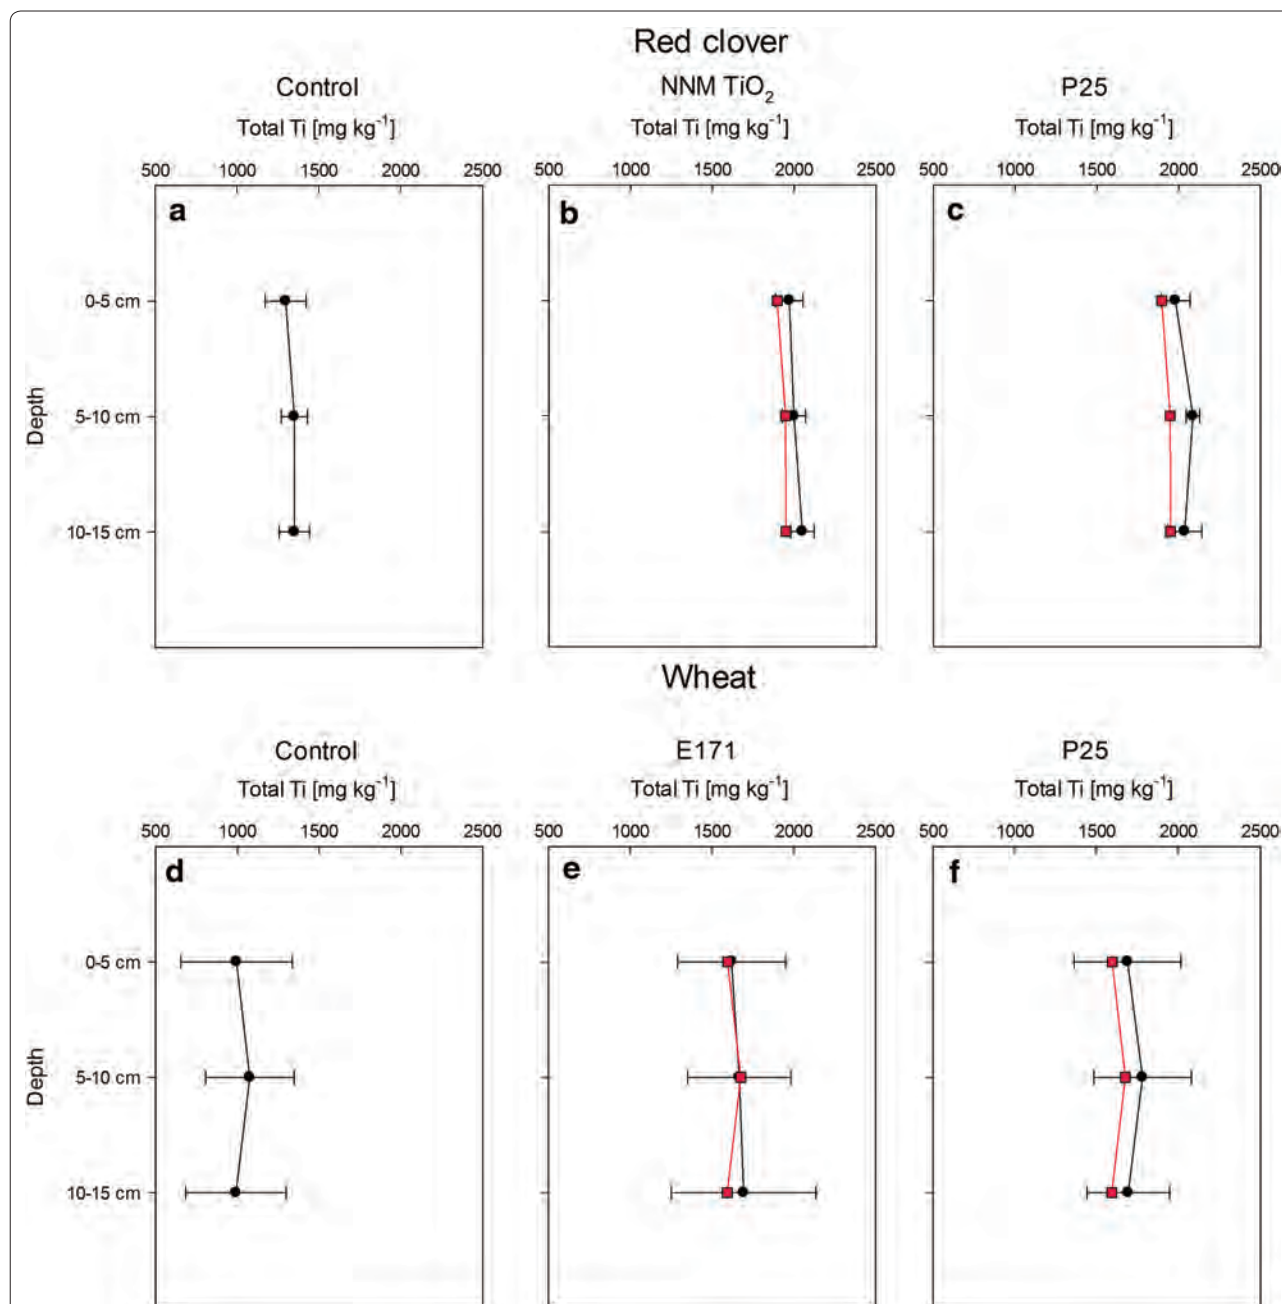 Red clover
Control NNM TiO₂ P25
Total Ti [mg kg⁻¹] Total Ti [mg kg⁻¹] Total Ti [mg kg⁻¹]
500 1000 1500 2000 2500 500 1000 1500 2000 2500 500 1000 1500 2000 2500
a b c
0-5 cm
5-10 cm
Depth
10-15 cm
Wheat
Control E171 P25
Total Ti [mg kg⁻¹] Total Ti [mg kg⁻¹] Total Ti [mg kg⁻¹]
500 1000 1500 2000 2500 500 1000 1500 2000 2500 500 1000 1500 2000 2500
d e f
0-5 cm
5-10 cm
Depth
10-15 cm